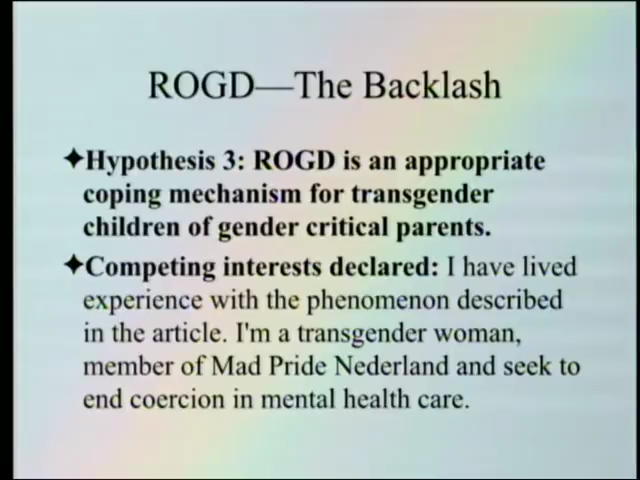 ROGD—The Backlash
✦Hypothesis 3: ROGD is an appropriate
coping mechanism for transgender
children of gender critical parents.
✦Competing interests declared: I have lived
experience with the phenomenon described
in the article. I'm a transgender woman,
member of Mad Pride Nederland and seek to
end coercion in mental health care.